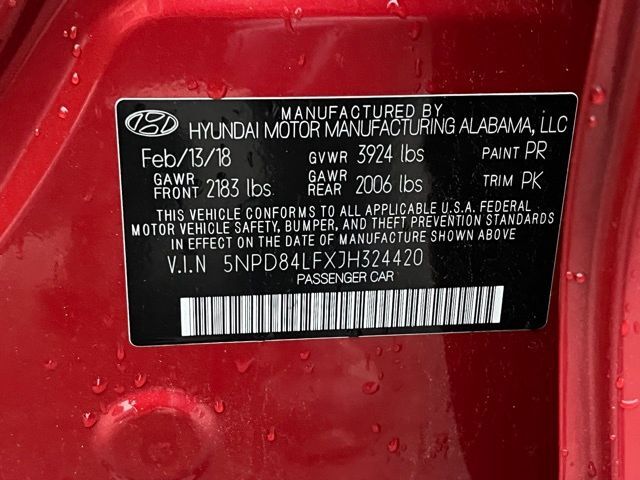 MANUFACTURED BY
HYUNDAI MOTOR MANUFACTURING ALABAMA, LLC
Feb/13/18 GVWR 3924 lbs PAINT PR
GAWR FRONT 2183 lbs GAWR REAR 2006 lbs TRIM PK
THIS VEHICLE CONFORMS TO ALL APPLICABLE U.S.A. FEDERAL
MOTOR VEHICLE SAFETY, BUMPER, AND THEFT PREVENTION STANDARDS
IN EFFECT ON THE DATE OF MANUFACTURE SHOWN ABOVE
V.I.N 5NPD84LFXJH324420
PASSENGER CAR